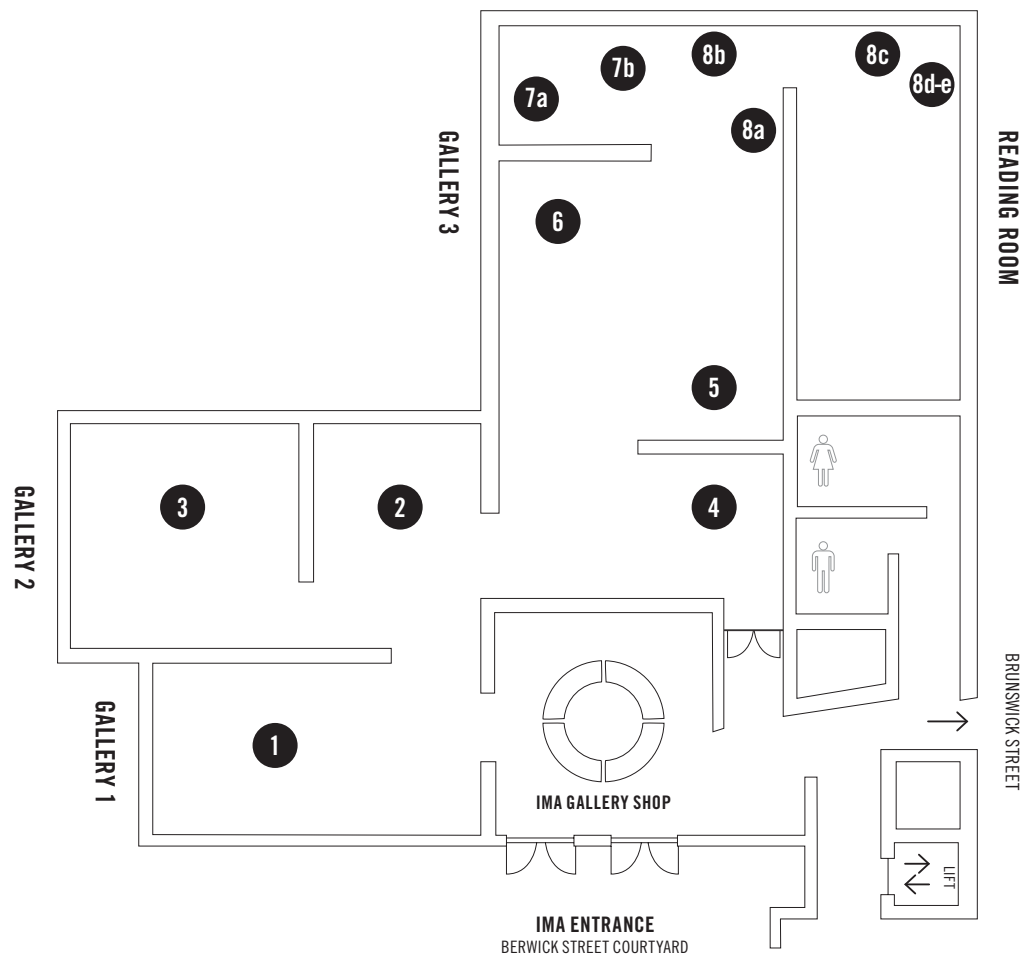 7a
7b
8b
8c
8d-e
8a
GALLERY 3
READING ROOM
6
5
GALLERY 2
3
2
4
GALLERY 1
1
IMA GALLERY SHOP
BRUNSWICK STREET
LIFT
IMA ENTRANCE
BERWICK STREET COURTYARD